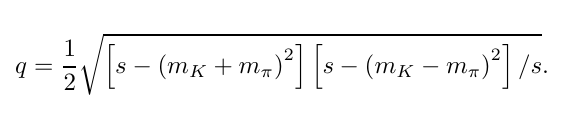 $q = \frac{1}{2}\sqrt{\left[s - (m_K + m_\pi)^2\right]\left[s - (m_K - m_\pi)^2\right]/s}.$